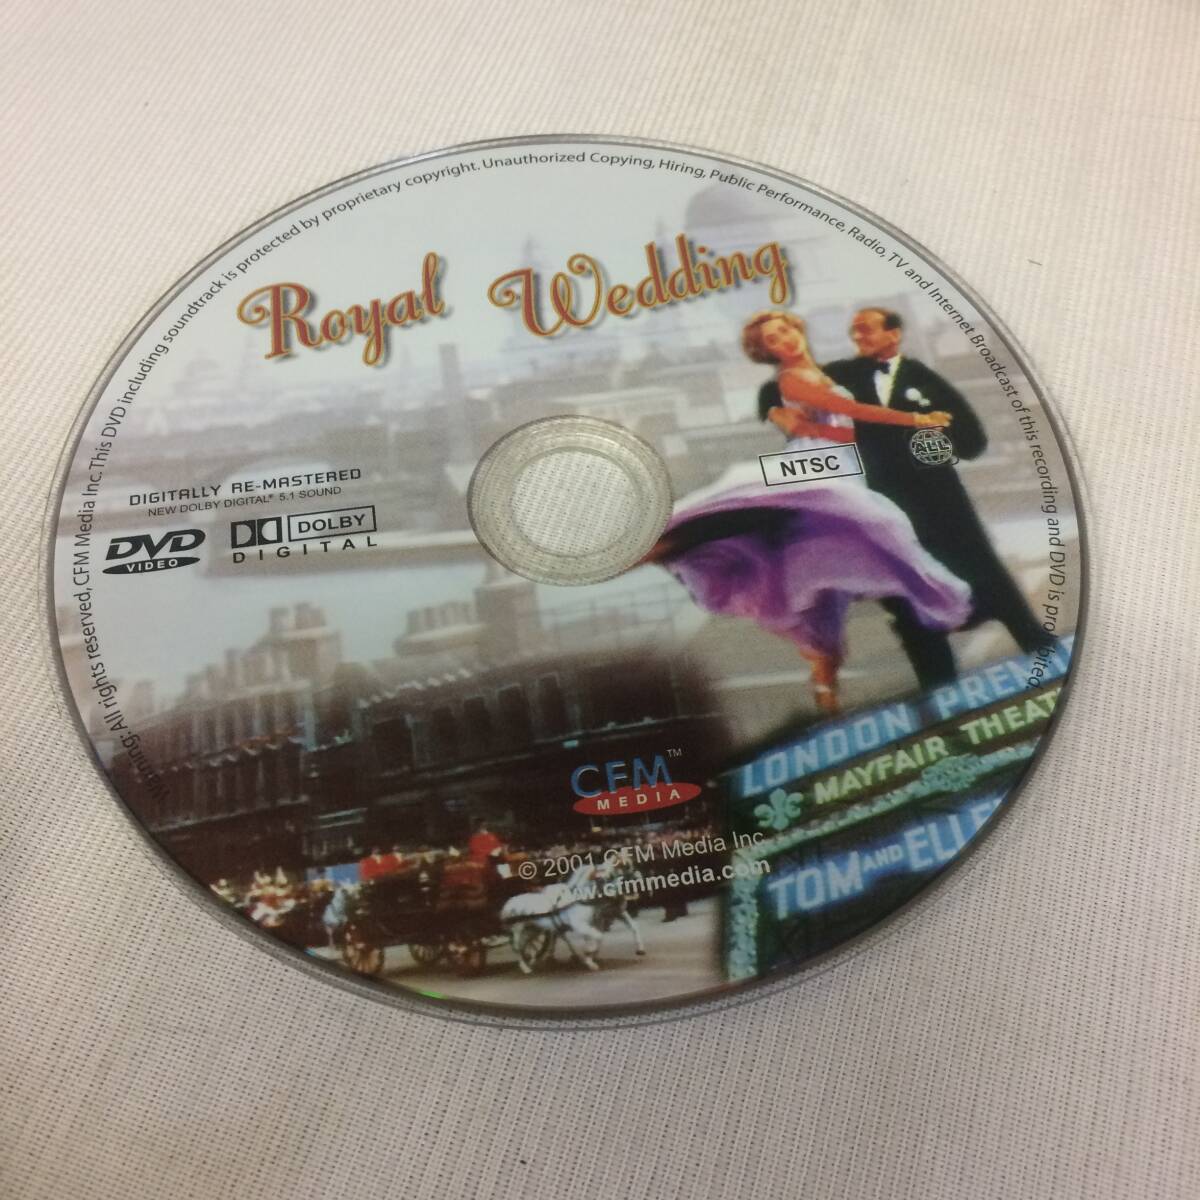 Warning: All rights reserved, CFM Media Inc. This DVD including soundtrack is protected by proprietary copyright. Unauthorized Copying, Hiring, Public Performance, Radio, TV and Internet Broadcast of this recording and DVD is prohibited.
Royal Wedding
DIGITALLY RE-MASTERED
NEW DOLBY DIGITAL® 5.1 SOUND
DVD
VIDEO
DOLBY
DIGITAL
NTSC
ALL
LONDON PREMI
MAYFAIR THEAT
TOM AND ELLE
CFM™
MEDIA
© 2001 CFM Media Inc.
www.cfmmedia.com